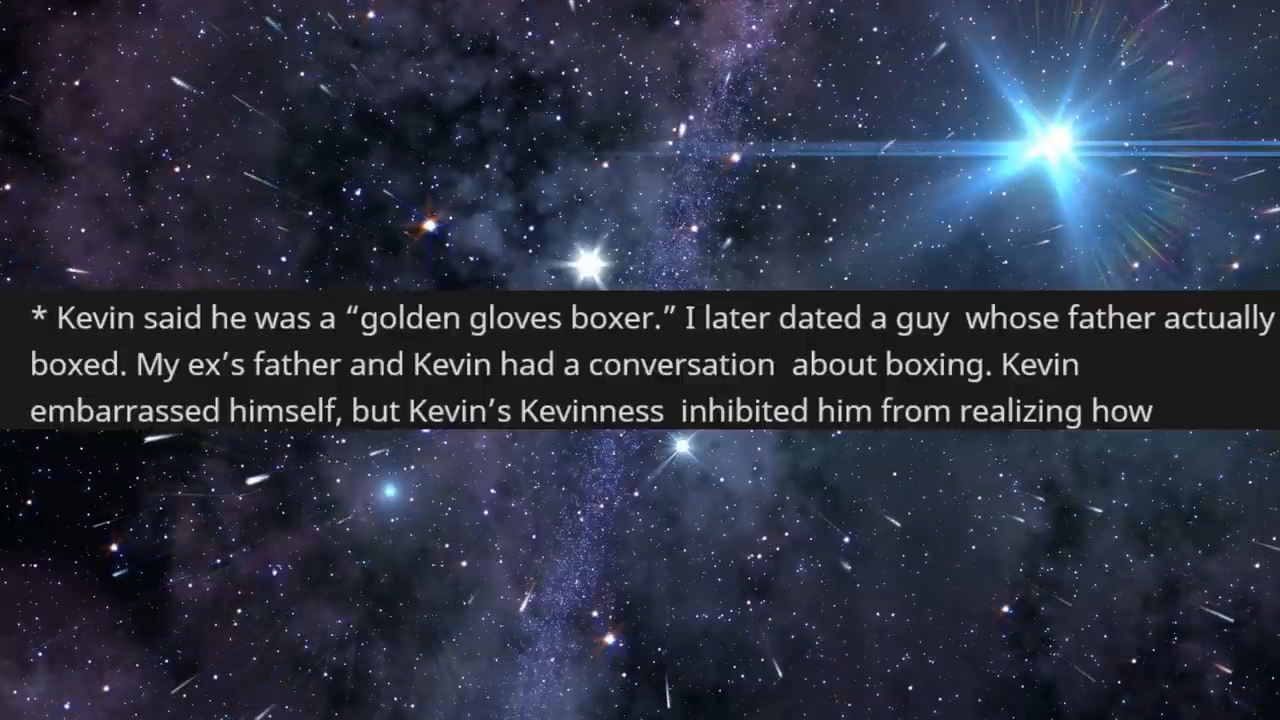 * Kevin said he was a “golden gloves boxer.” I later dated a guy  whose father actually
boxed. My ex’s father and Kevin had a conversation  about boxing. Kevin
embarrassed himself, but Kevin’s Kevinness  inhibited him from realizing how